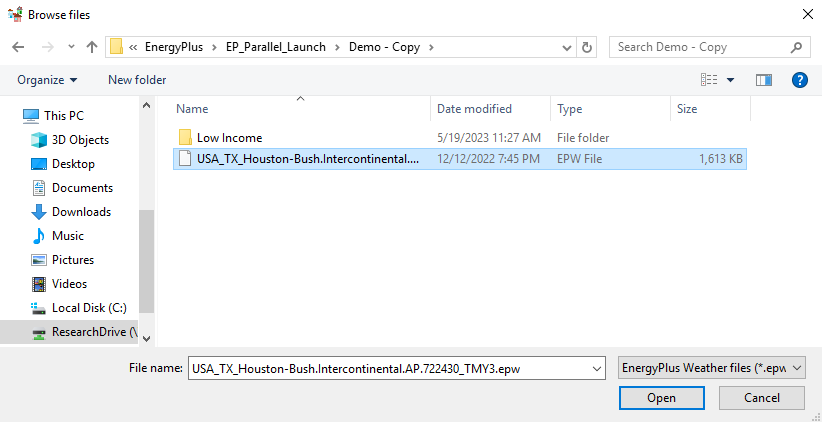 Browse files
« EnergyPlus > EP_Parallel_Launch > Demo - Copy >
Search Demo - Copy
Organize
New folder
?
Name Date modified Type Size
This PC
3D Objects
Desktop
Documents
Downloads
Music
Pictures
Videos
Local Disk (C:)
ResearchDrive (\
Low Income 5/19/2023 11:27 AM File folder
USA_TX_Houston-Bush.Intercontinental.... 12/12/2022 7:45 PM EPW File 1,613 KB
File name: USA_TX_Houston-Bush.Intercontinental.AP.722430_TMY3.epw
EnergyPlus Weather files (*.epw
Open
Cancel